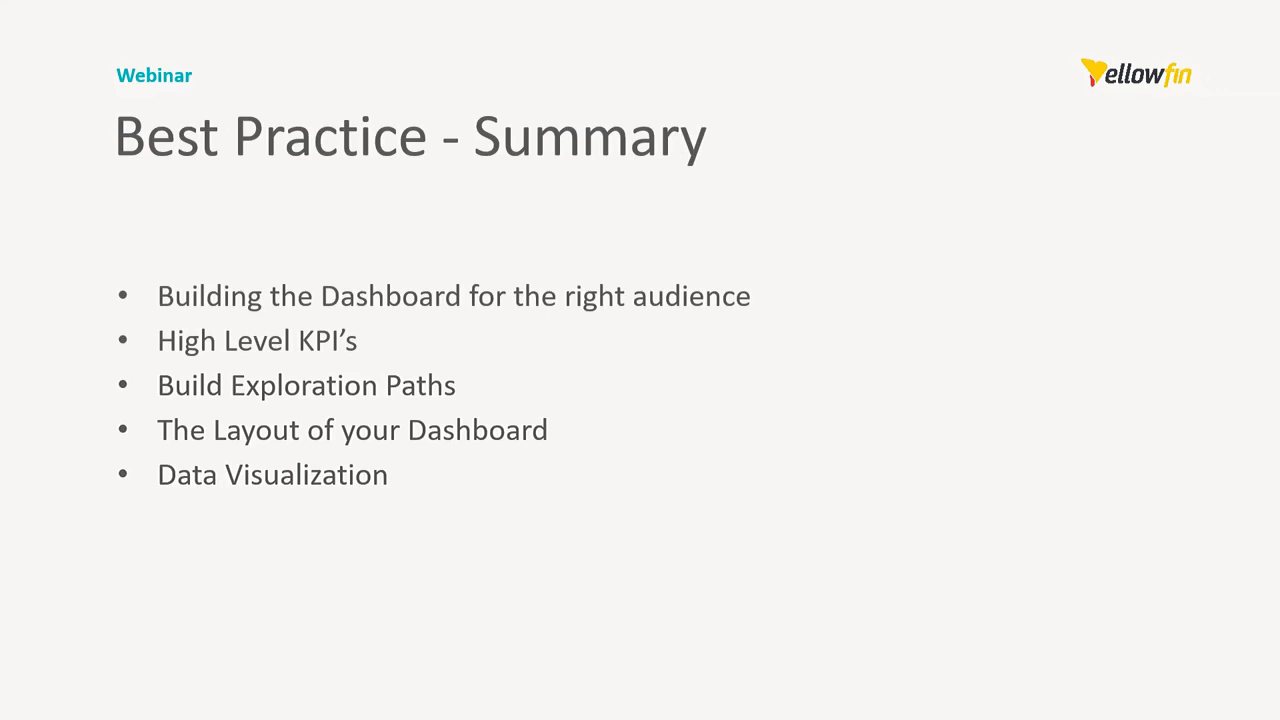 Webinar
Yellowfin
Best Practice - Summary
• Building the Dashboard for the right audience
• High Level KPI’s
• Build Exploration Paths
• The Layout of your Dashboard
• Data Visualization